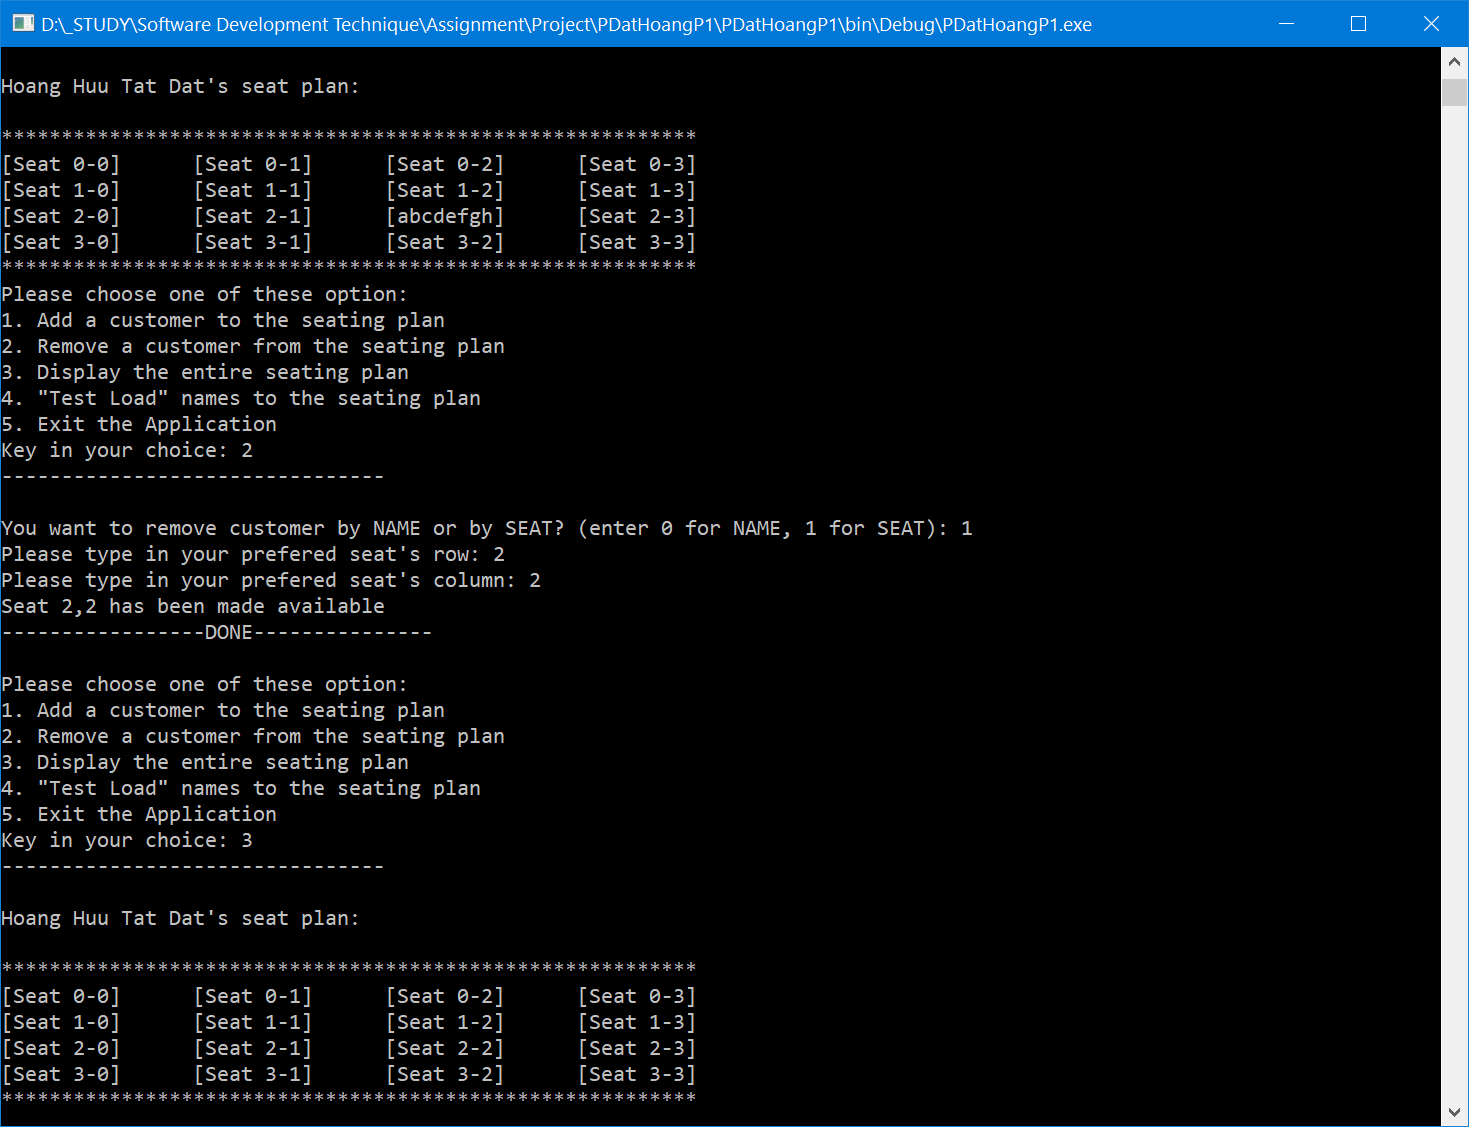 D:\_STUDY\Software Development Technique\Assignment\Project\PDatHoangP1\PDatHoangP1\bin\Debug\PDatHoangP1.exe
Hoang Huu Tat Dat's seat plan:
**********************************************************
[Seat 0-0]      [Seat 0-1]      [Seat 0-2]      [Seat 0-3]
[Seat 1-0]      [Seat 1-1]      [Seat 1-2]      [Seat 1-3]
[Seat 2-0]      [Seat 2-1]      [abcdefgh]      [Seat 2-3]
[Seat 3-0]      [Seat 3-1]      [Seat 3-2]      [Seat 3-3]
**********************************************************
Please choose one of these option:
1. Add a customer to the seating plan
2. Remove a customer from the seating plan
3. Display the entire seating plan
4. "Test Load" names to the seating plan
5. Exit the Application
Key in your choice: 2
--------------------------------
You want to remove customer by NAME or by SEAT? (enter 0 for NAME, 1 for SEAT): 1
Please type in your prefered seat's row: 2
Please type in your prefered seat's column: 2
Seat 2,2 has been made available
-----------------DONE---------------
Please choose one of these option:
1. Add a customer to the seating plan
2. Remove a customer from the seating plan
3. Display the entire seating plan
4. "Test Load" names to the seating plan
5. Exit the Application
Key in your choice: 3
--------------------------------
Hoang Huu Tat Dat's seat plan:
**********************************************************
[Seat 0-0]      [Seat 0-1]      [Seat 0-2]      [Seat 0-3]
[Seat 1-0]      [Seat 1-1]      [Seat 1-2]      [Seat 1-3]
[Seat 2-0]      [Seat 2-1]      [Seat 2-2]      [Seat 2-3]
[Seat 3-0]      [Seat 3-1]      [Seat 3-2]      [Seat 3-3]
**********************************************************